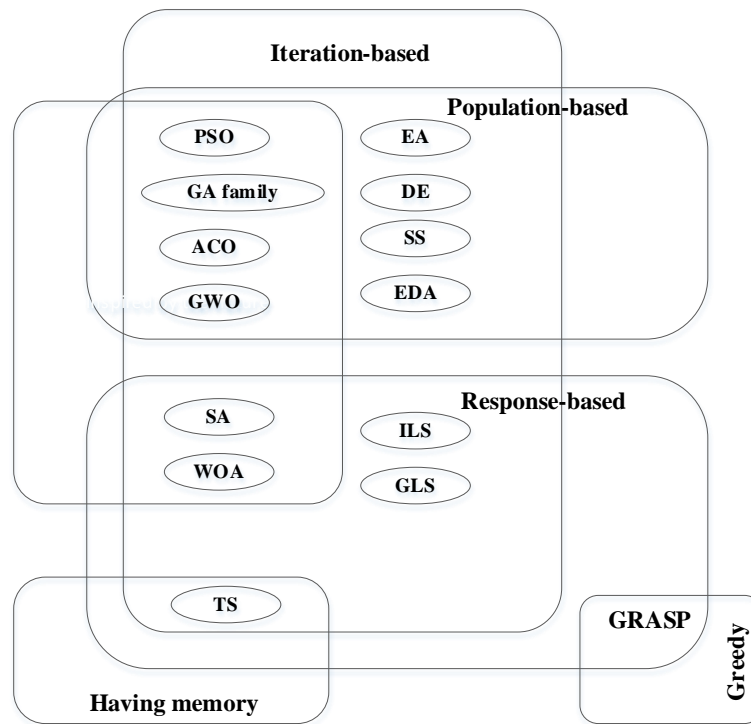 Iteration-based
Population-based
PSO
EA
GA family
DE
ACO
SS
GWO
EDA
Response-based
SA
ILS
WOA
GLS
TS
GRASP
Greedy
Having memory